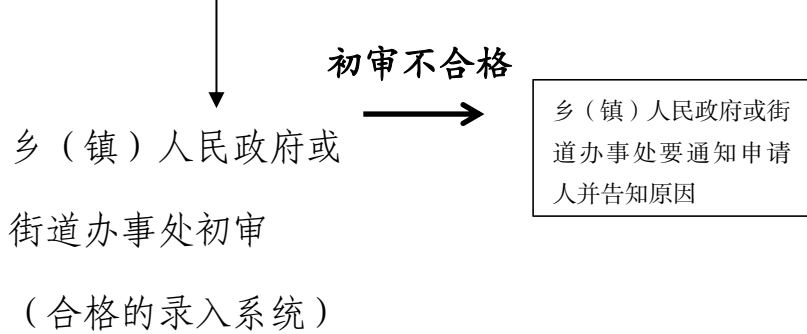 初审不合格
乡（镇）人民政府或街
道办事处要通知申请
人并告知原因
乡（镇）人民政府或
街道办事处初审
（合格的录入系统）